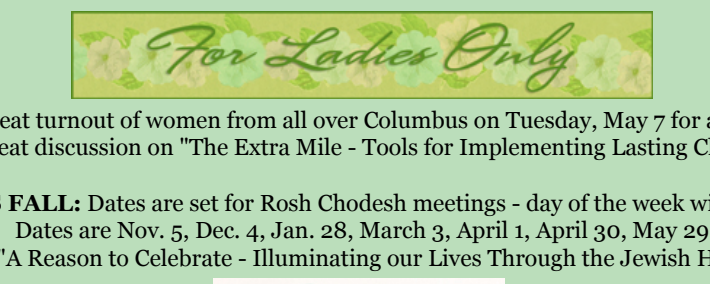 For Ladies Only
eat turnout of women from all over Columbus on Tuesday, May 7 for a
eat discussion on "The Extra Mile - Tools for Implementing Lasting Cl
FALL: Dates are set for Rosh Chodesh meetings - day of the week wi
Dates are Nov. 5, Dec. 4, Jan. 28, March 3, April 1, April 30, May 29
"A Reason to Celebrate - Illuminating our Lives Through the Jewish H